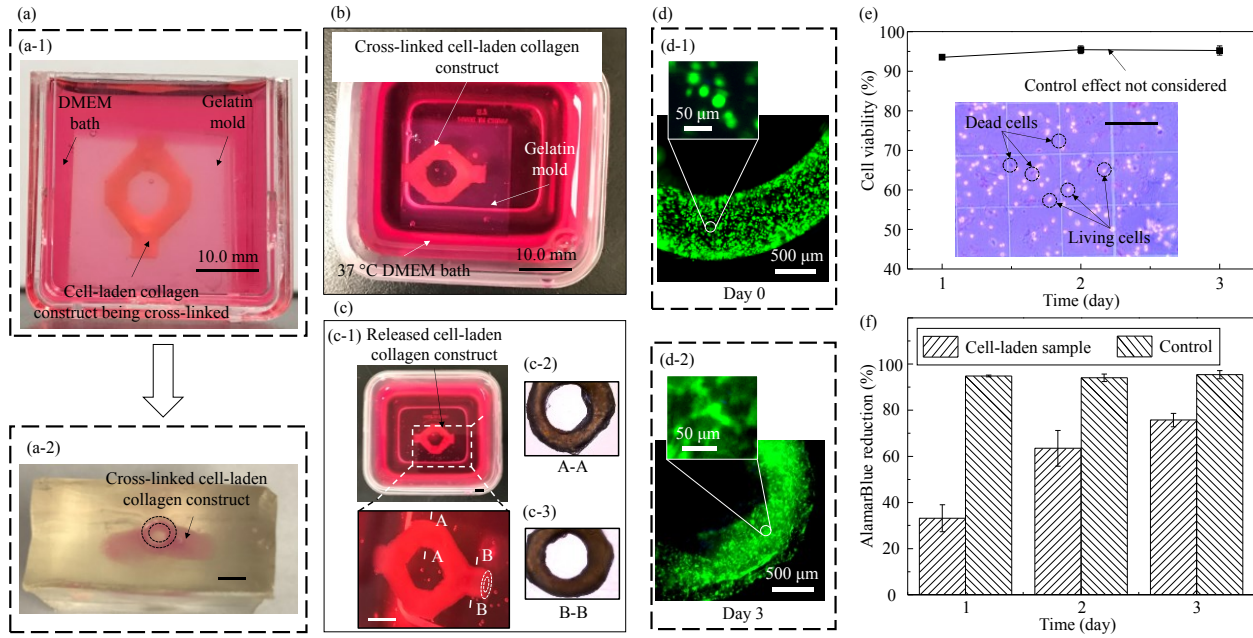 (a)
(a-1)
DMEM
bath
Gelatin
mold
10.0 mm
Cell-laden collagen
construct being cross-linked
(a-2)
Cross-linked cell-laden
collagen construct
(b)
Cross-linked cell-laden collagen
construct
Gelatin
mold
37 °C DMEM bath
10.0 mm
(c)
(c-1)
Released cell-laden
collagen construct
A
A
B
B
(c-2)
A-A
(c-3)
B-B
(d)
(d-1)
50 μm
500 μm
Day 0
(d-2)
50 μm
500 μm
Day 3
(e)
100
95
90
80
70
60
50
40
Cell viability (%)
Control effect not considered
Dead cells
Living cells
1
2
3
Time (day)
(f)
100
80
60
40
20
0
AlamarBlue reduction (%)
Cell-laden sample
Control
1
2
3
Time (day)